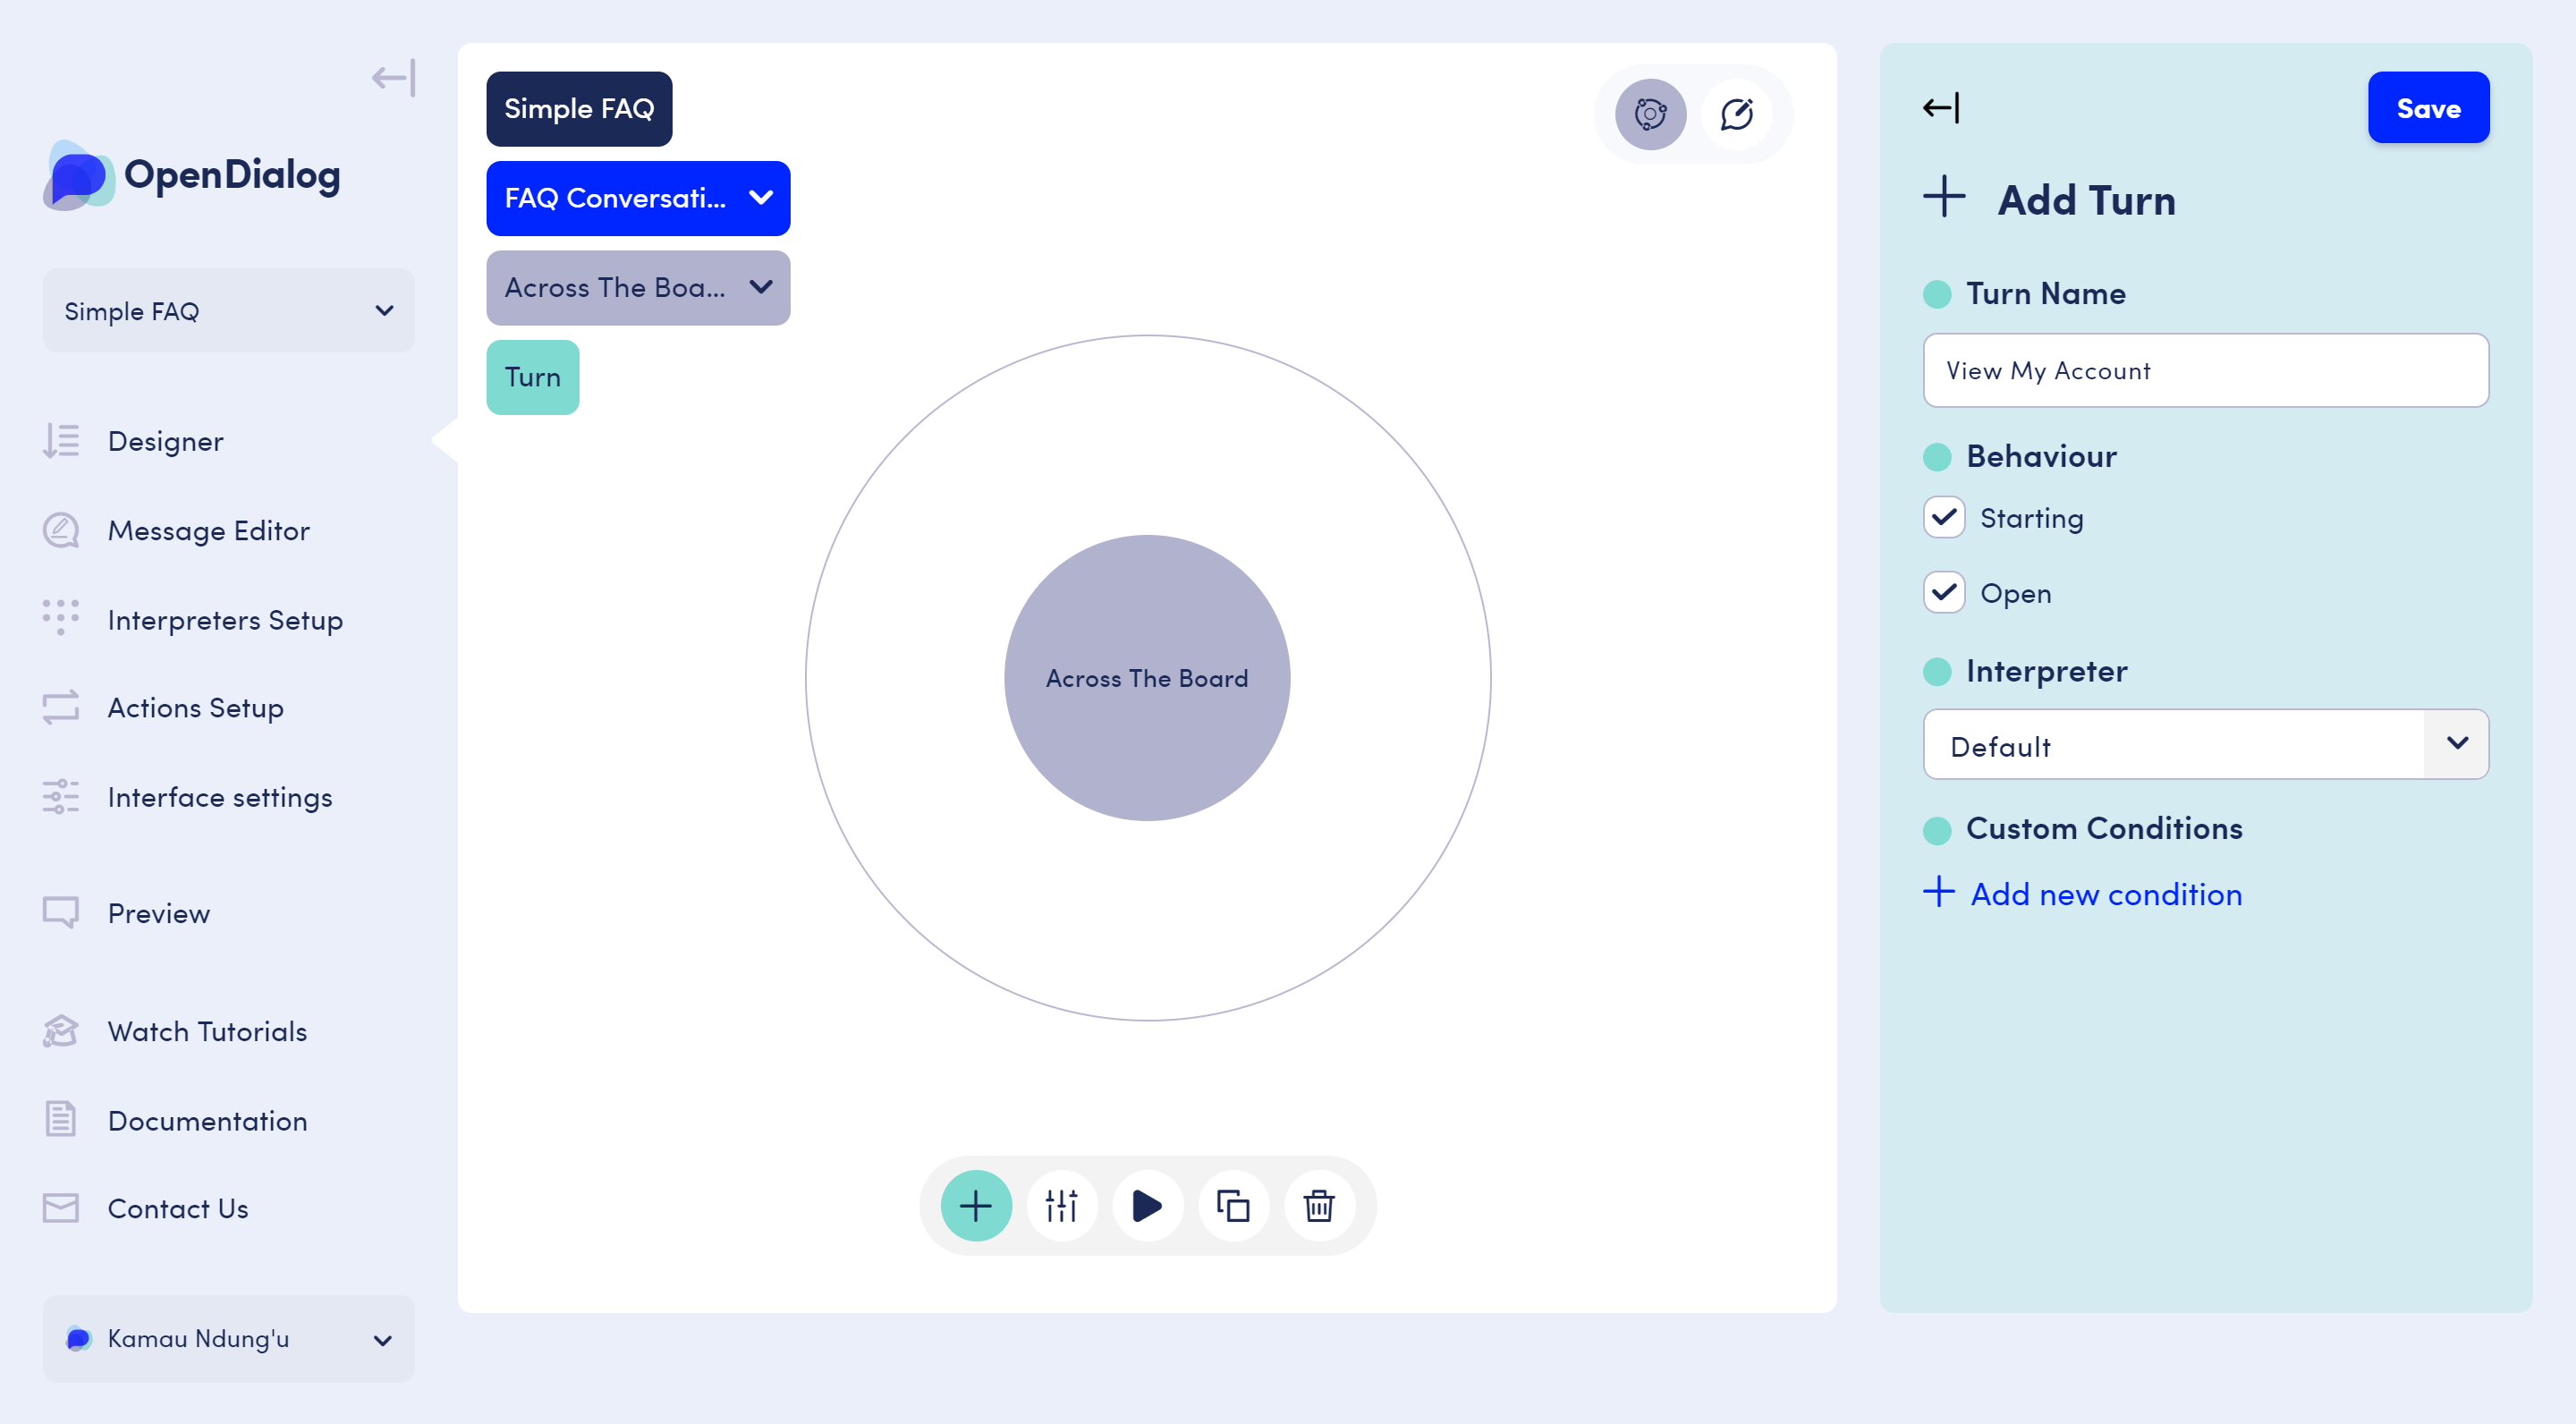 OpenDialog
Simple FAQ
Designer
Message Editor
Interpreters Setup
Actions Setup
Interface settings
Preview
Watch Tutorials
Documentation
Contact Us
Kamau Ndung'u
Simple FAQ
FAQ Conversati...
Across The Boa...
Turn
Across The Board
Save
Add Turn
Turn Name
View My Account
Behaviour
Starting
Open
Interpreter
Default
Custom Conditions
Add new condition